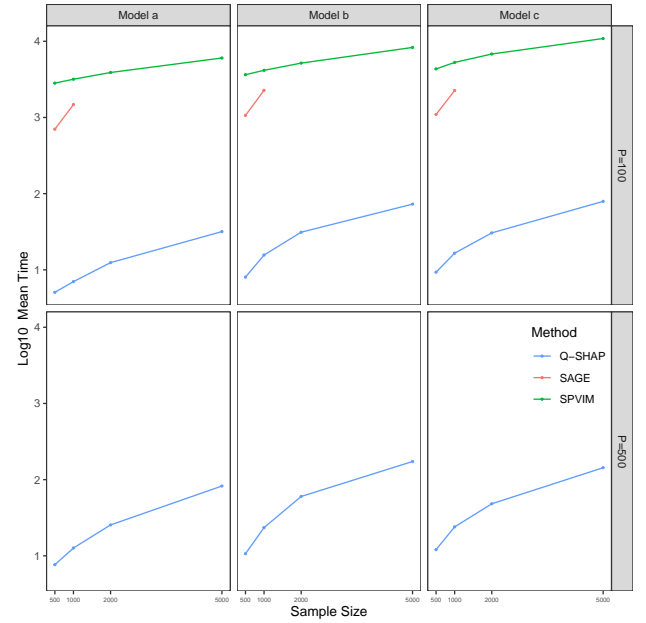 Model a
Model b
Model c
4
3
2
1
P=100
Log10 Mean Time
4
3
2
1
P=500
Method
Q−SHAP
SAGE
SPVIM
500 1000 2000 5000
500 1000 2000 5000
500 1000 2000 5000
Sample Size